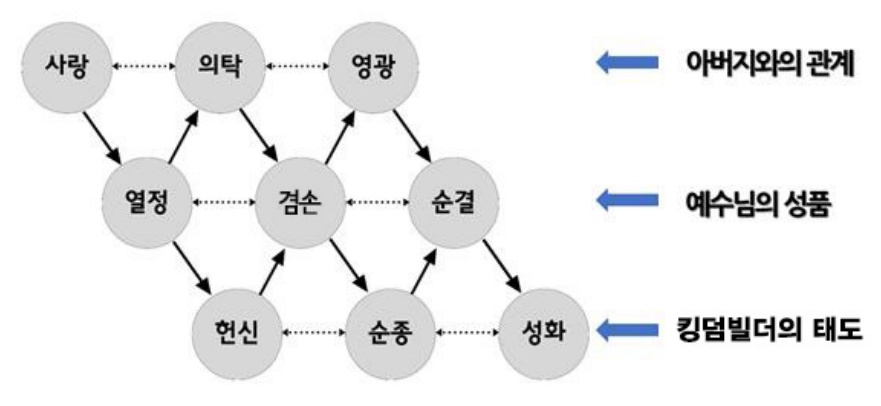 사랑 의탁 영광 아버지와의 관계
열정 겸손 순결 예수님의 성품
헌신 순종 성화 킹덤빌더의 태도